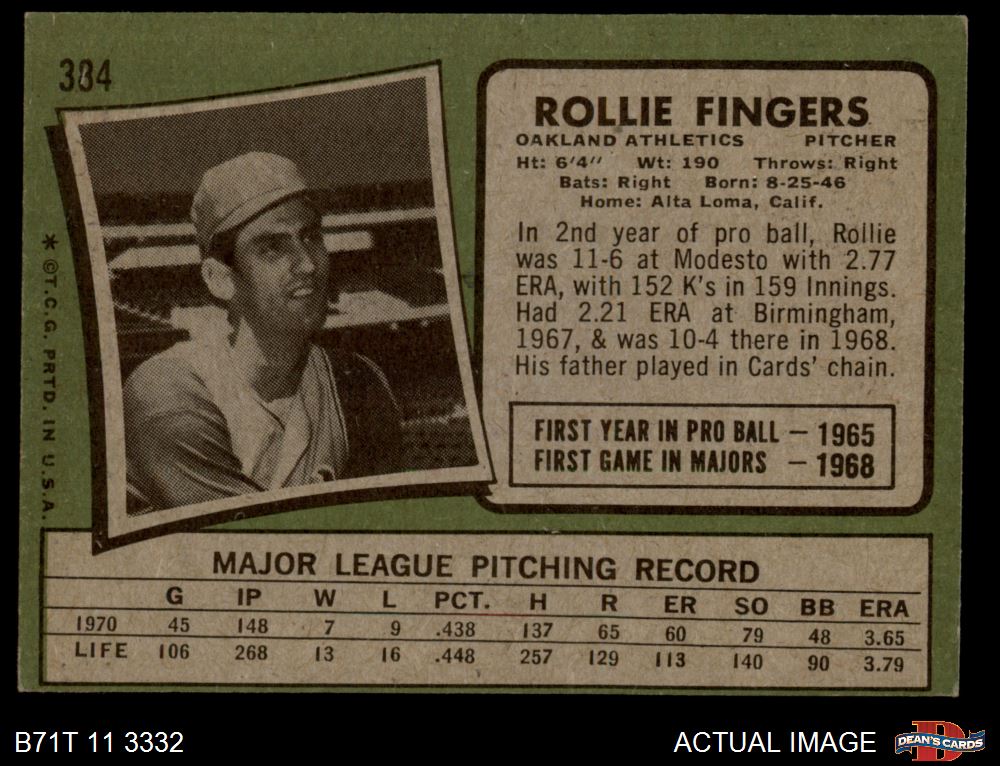 384
ROLLIE FINGERS
OAKLAND ATHLETICS PITCHER
Ht: 6'4" Wt: 190 Throws: Right
Bats: Right Born: 8-25-46
Home: Alta Loma, Calif.
In 2nd year of pro ball, Rollie
was 11-6 at Modesto with 2.77
ERA, with 152 K's in 159 Innings.
Had 2.21 ERA at Birmingham,
1967, & was 10-4 there in 1968.
His father played in Cards' chain.
FIRST YEAR IN PRO BALL – 1965
FIRST GAME IN MAJORS – 1968
* ©T.C.G. PRTD. IN U.S.A.
MAJOR LEAGUE PITCHING RECORD
G IP W L PCT. H R ER SO BB ERA
1970 45 148 7 9 .438 137 65 60 79 48 3.65
LIFE 106 268 13 16 .448 257 129 113 140 90 3.79
B71T 11 3332
ACTUAL IMAGE
D
DEAN'S CARDS